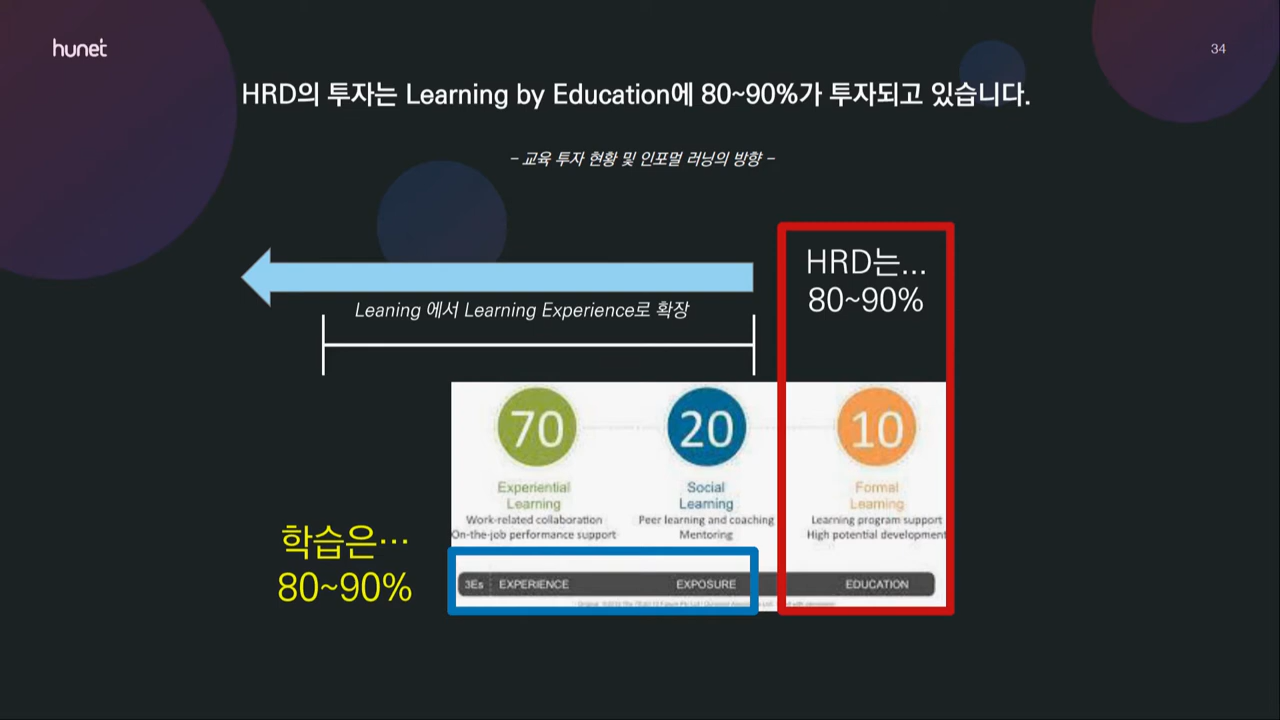 hunet
34
HRD의 투자는 Learning by Education에 80~90%가 투자되고 있습니다.
- 교육 투자 현황 및 인포멀 러닝의 방향 -
HRD는...
80~90%
Leaning 에서 Learning Experience로 확장
70
20
10
Experiential
Learning
Work-related collaboration
On-the-job performance support
Social
Learning
Peer learning and coaching
Mentoring
Formal
Learning
Learning program support
High potential development
학습은…
80~90%
3Es EXPERIENCE EXPOSURE EDUCATION